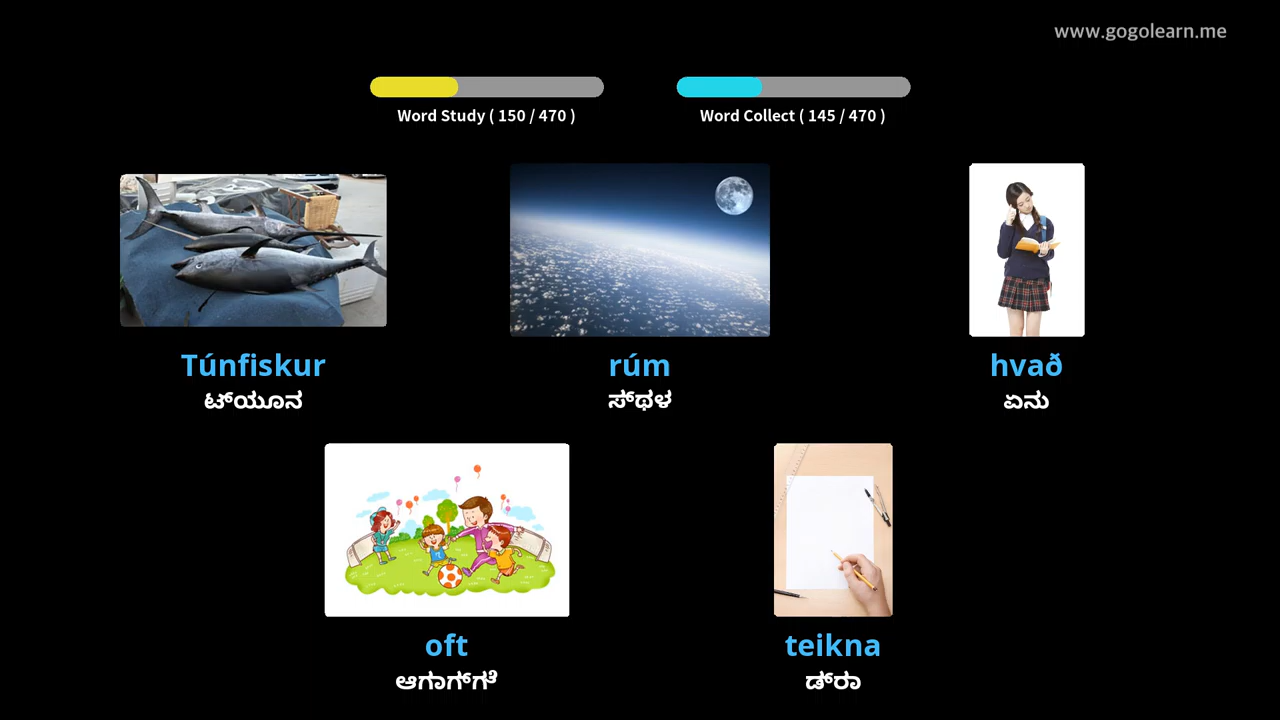 www.gogolearn.me
Word Study ( 150 / 470 )
Word Collect ( 145 / 470 )
Túnfiskur
ಟ್ಯೂನ
rúm
ಸ್ಥಳ
hvað
ಏನು
oft
ಆಗಾಗ್ಗೆ
teikna
ಡ್ರಾ